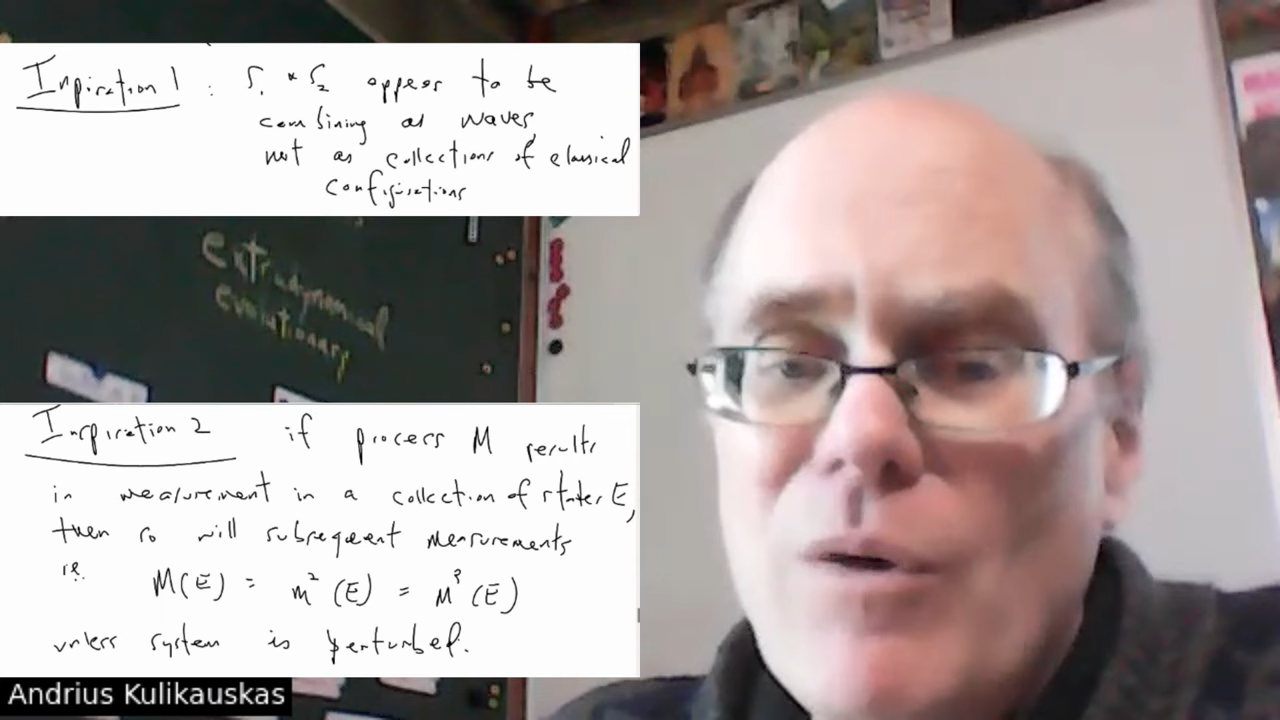 Inspiration 1 : S₁ × S₂ appear to be
combining as waves,
not as collections of classical
configurations
extradynamical
evolutionary
Inspiration 2 if process M results
in measurement in a collection of states E,
then so will subsequent measurements
ie. M(E) = M²(E) = M³(E)
unless system is perturbed.
Andrius Kulikauskas